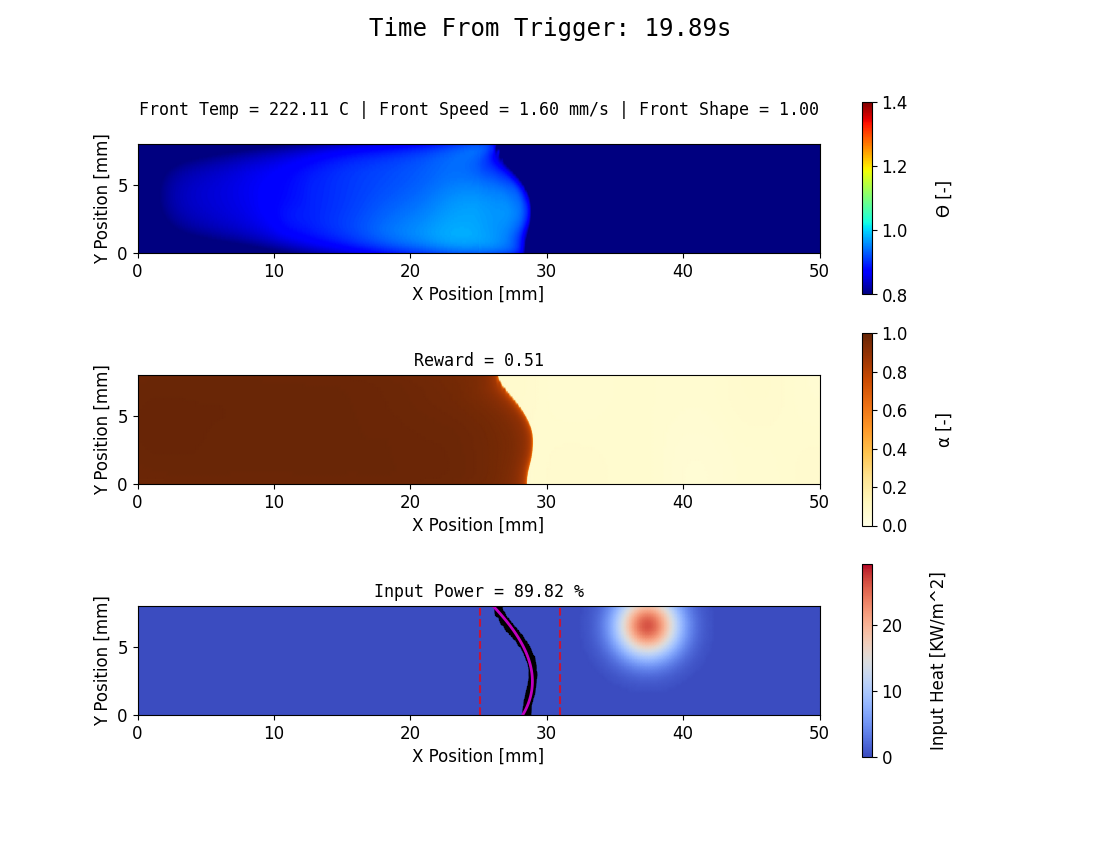 Time From Trigger: 19.89s
Front Temp = 222.11 C | Front Speed = 1.60 mm/s | Front Shape = 1.00
Y Position [mm]
5
0
0 10 20 30 40 50
X Position [mm]
1.4
1.2
1.0
0.8
Θ [-]
Reward = 0.51
Y Position [mm]
5
0
0 10 20 30 40 50
X Position [mm]
1.0
0.8
0.6
0.4
0.2
0.0
α [-]
Input Power = 89.82 %
Y Position [mm]
5
0
0 10 20 30 40 50
X Position [mm]
20
10
0
Input Heat [KW/m^2]